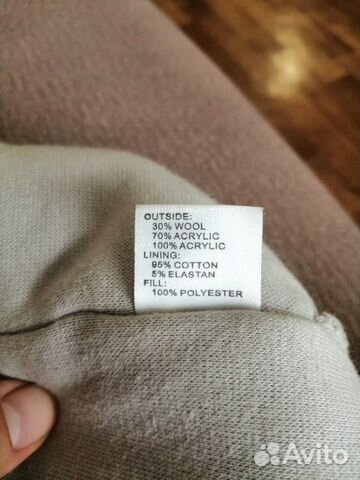 OUTSIDE:
30% WOOL
70% ACRYLIC
100% ACRYLIC
LINING:
95% COTTON
5% ELASTAN
FILL:
100% POLYESTER
Avito